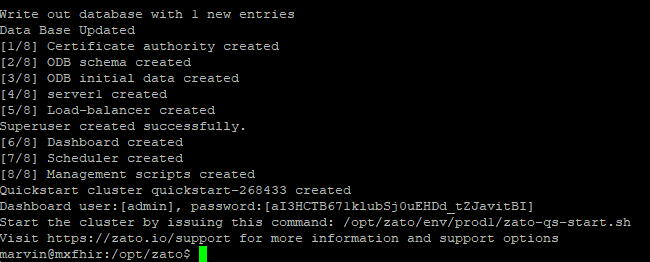 Write out database with 1 new entries
Data Base Updated
[1/8] Certificate authority created
[2/8] ODB schema created
[3/8] ODB initial data created
[4/8] server1 created
[5/8] Load-balancer created
Superuser created successfully.
[6/8] Dashboard created
[7/8] Scheduler created
[8/8] Management scripts created
Quickstart cluster quickstart-268433 created
Dashboard user:[admin], password:[aI3HCTB671klubSj0uEHDd_tZJavitBI]
Start the cluster by issuing this command: /opt/zato/env/prod1/zato-qs-start.sh
Visit https://zato.io/support for more information and support options
marvin@mxfhir:/opt/zato$